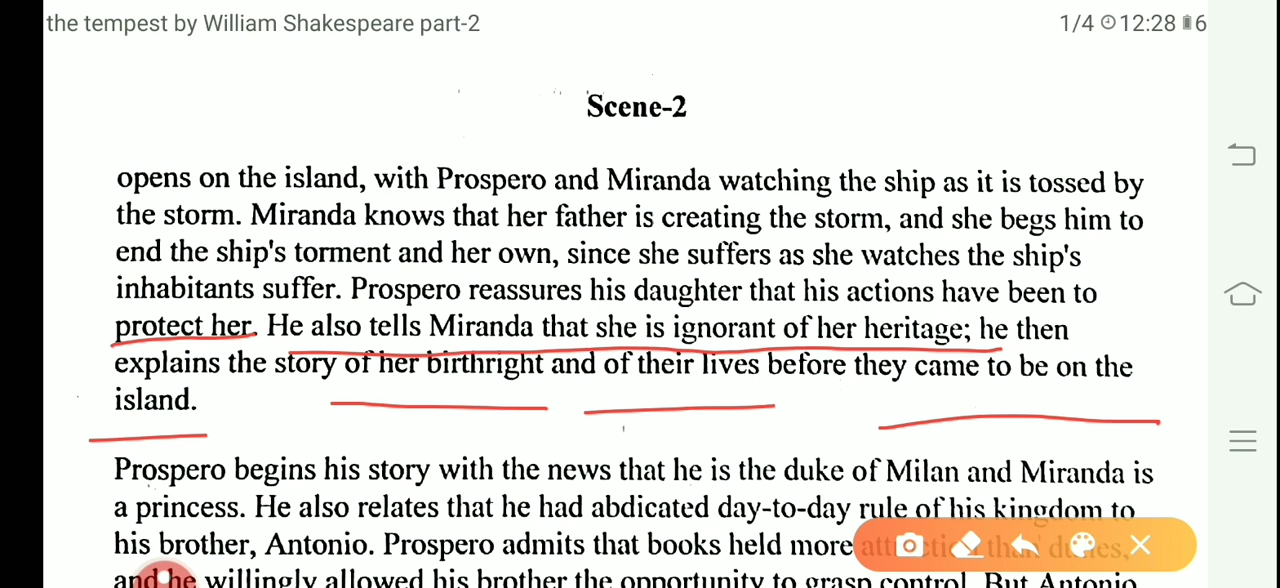 the tempest by William Shakespeare part-2
1/4 12:28 6
Scene-2
opens on the island, with Prospero and Miranda watching the ship as it is tossed by
the storm. Miranda knows that her father is creating the storm, and she begs him to
end the ship's torment and her own, since she suffers as she watches the ship's
inhabitants suffer. Prospero reassures his daughter that his actions have been to
protect her. He also tells Miranda that she is ignorant of her heritage; he then
explains the story of her birthright and of their lives before they came to be on the
island.
Prospero begins his story with the news that he is the duke of Milan and Miranda is
a princess. He also relates that he had abdicated day-to-day rule of his kingdom to
his brother, Antonio. Prospero admits that books held more
and he willingly allowed his brother the opportunity to grasp control. But Antonio